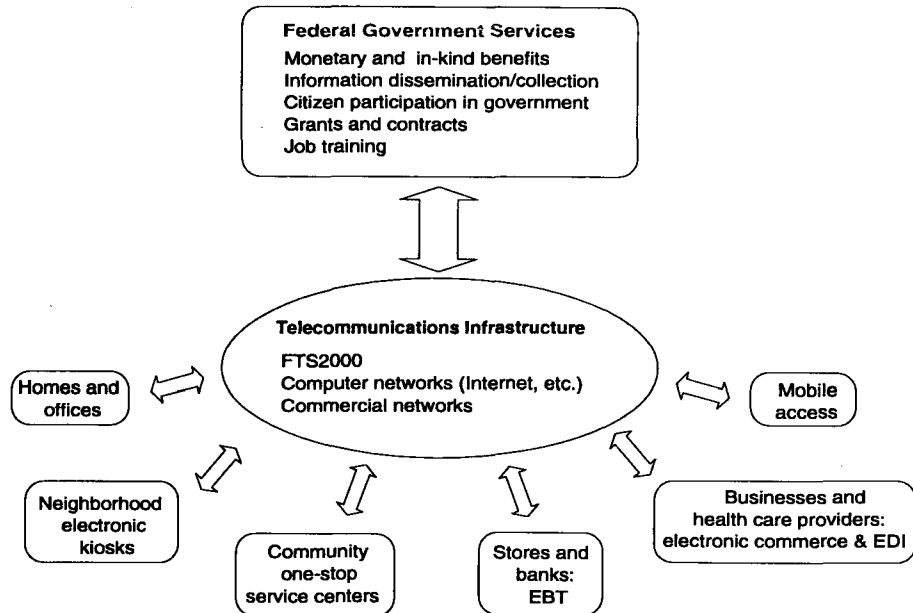 Federal Government Services
Monetary and in-kind benefits
Information dissemination/collection
Citizen participation in government
Grants and contracts
Job training
Telecommunications Infrastructure
FTS2000
Computer networks (Internet, etc.)
Commercial networks
Homes and
offices
Mobile
access
Neighborhood
electronic
kiosks
Community
one-stop
service centers
Stores and
banks:
EBT
Businesses and
health care providers:
electronic commerce & EDI